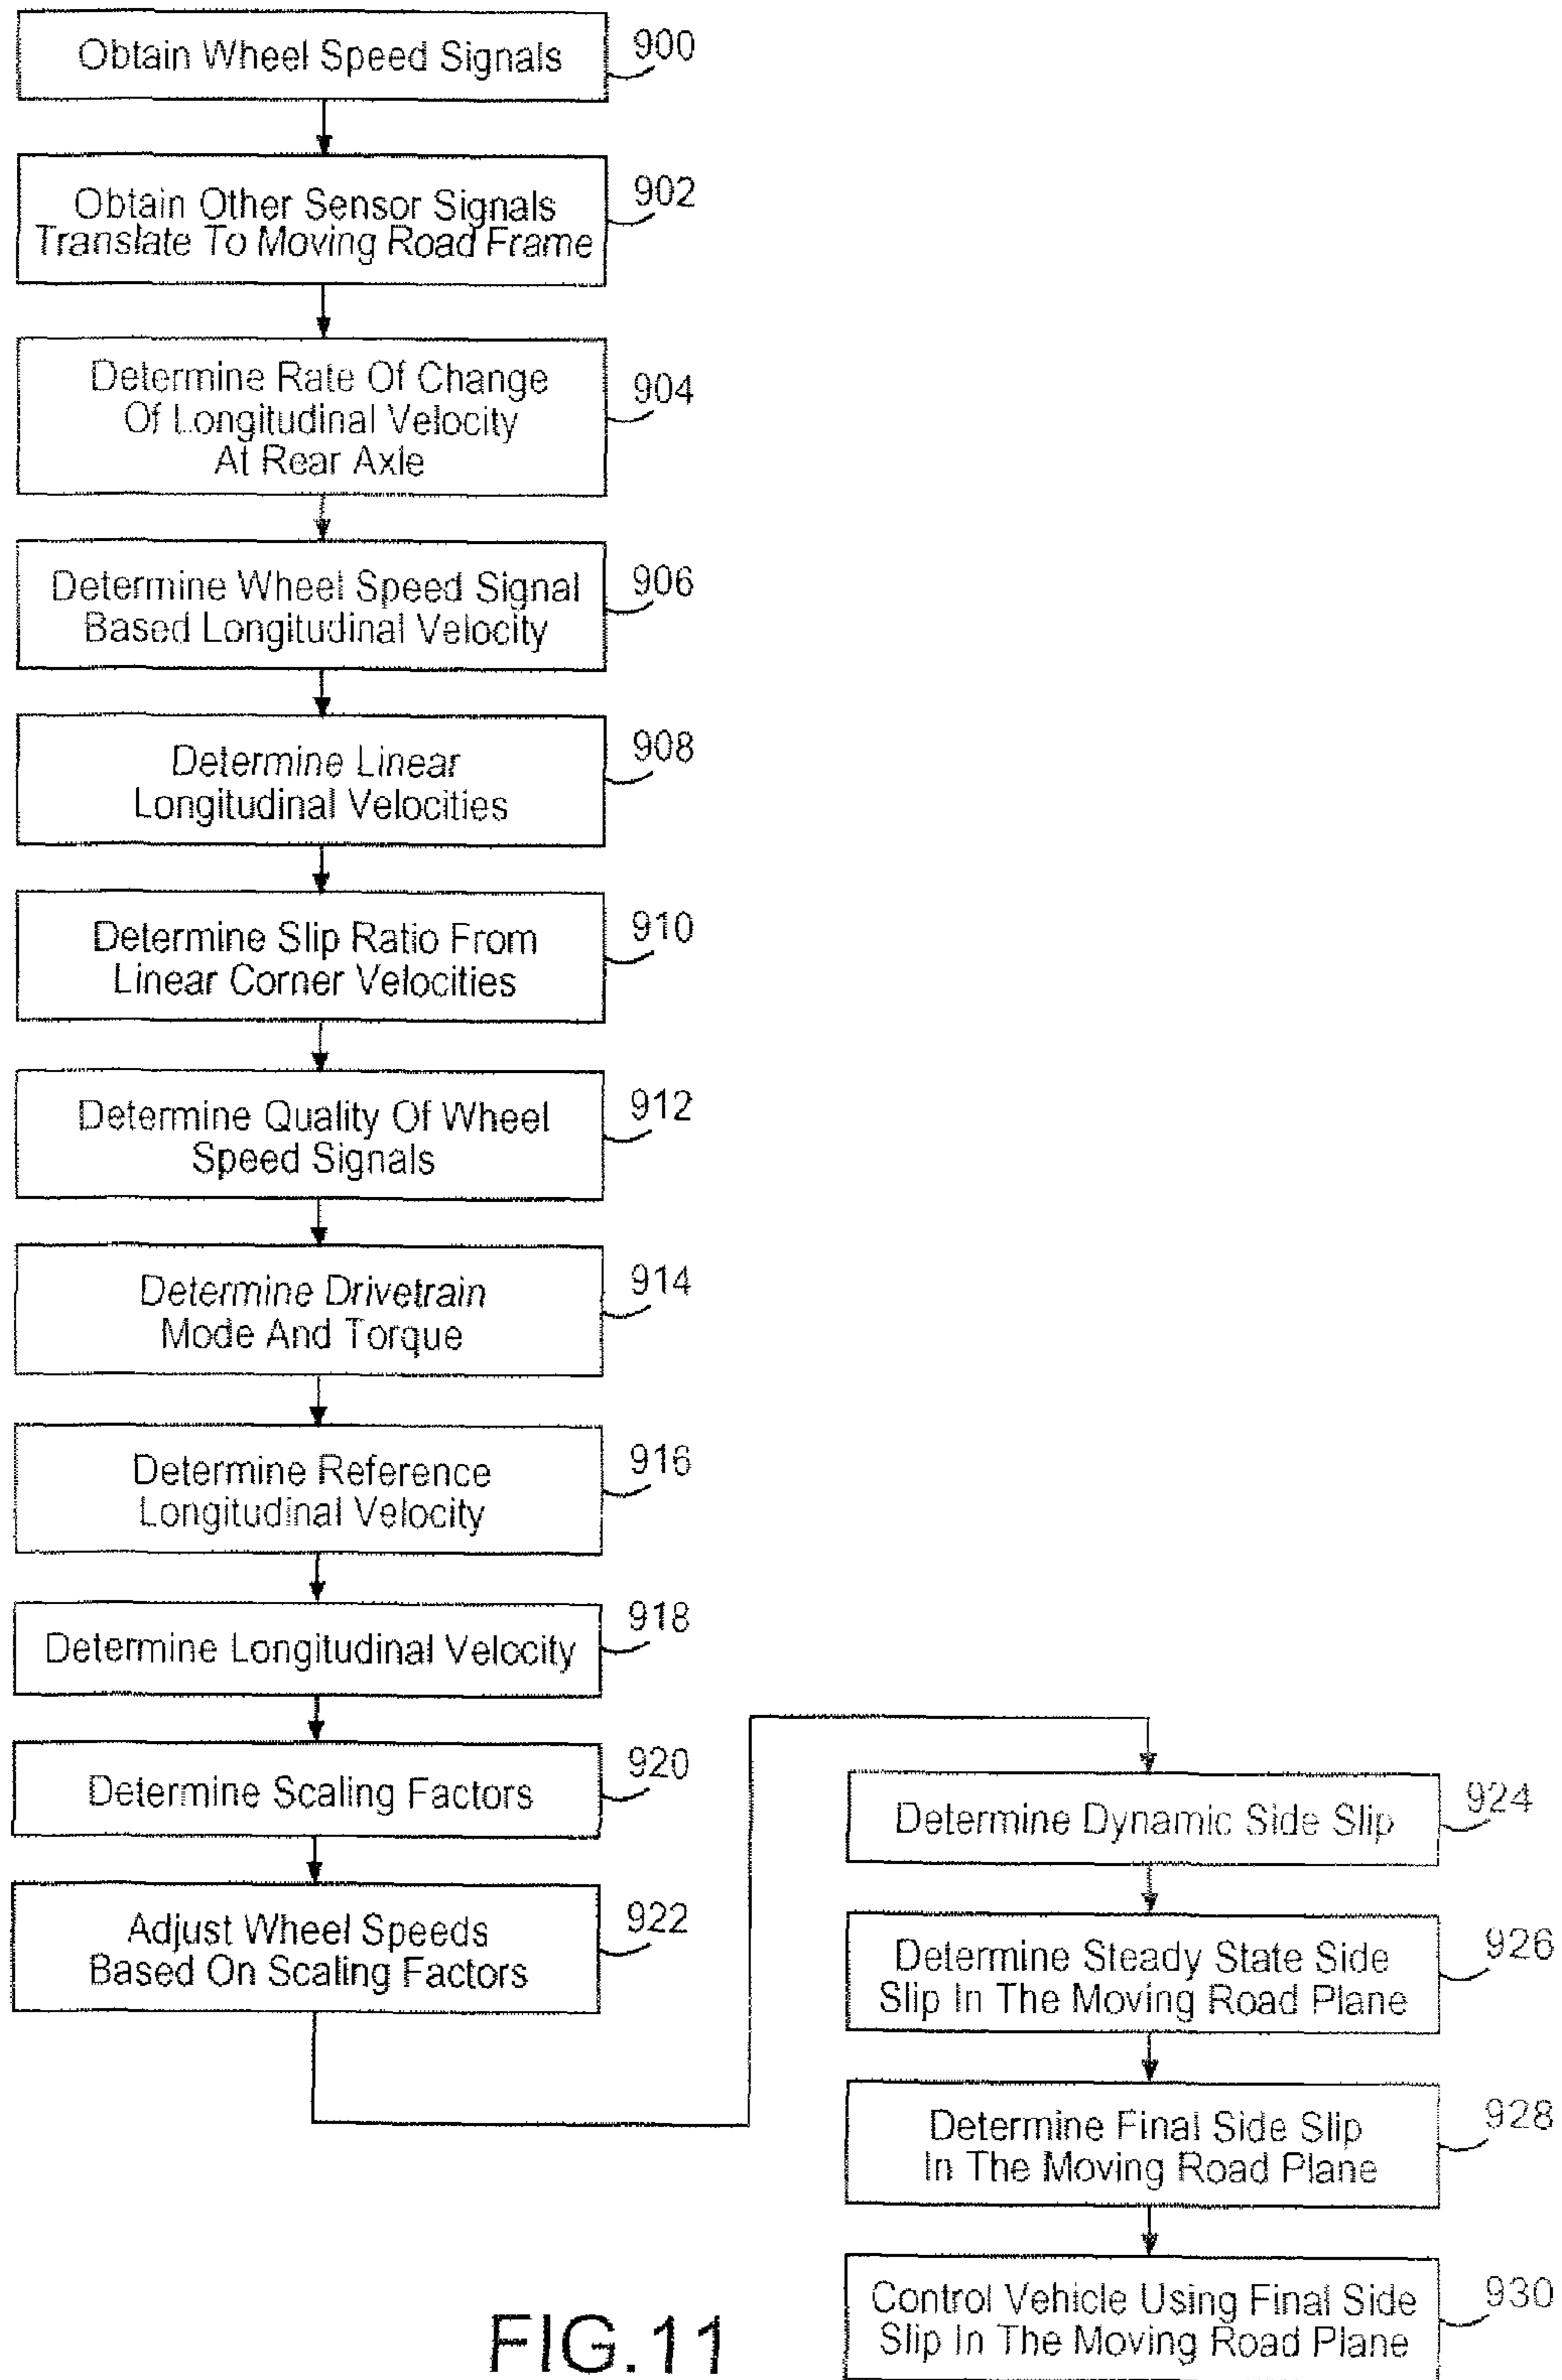 Obtain Wheel Speed Signals
900
Obtain Other Sensor Signals
Translate To Moving Road Frame
902
Determine Rate Of Change
Of Longitudinal Velocity
At Rear Axle
904
Determine Wheel Speed Signal
Based Longitudinal Velocity
906
Determine Linear
Longitudinal Velocities
908
Determine Slip Ratio From
Linear Corner Velocities
910
Determine Quality Of Wheel
Speed Signals
912
Determine Drivetrain
Mode And Torque
914
Determine Reference
Longitudinal Velocity
916
Determine Longitudinal Velocity
918
Determine Scaling Factors
920
Adjust Wheel Speeds
Based On Scaling Factors
922
Determine Dynamic Side Slip
924
Determine Steady State Side
Slip In The Moving Road Plane
926
Determine Final Side Slip
In The Moving Road Plane
928
Control Vehicle Using Final Side
Slip In The Moving Road Plane
930
FIG.11